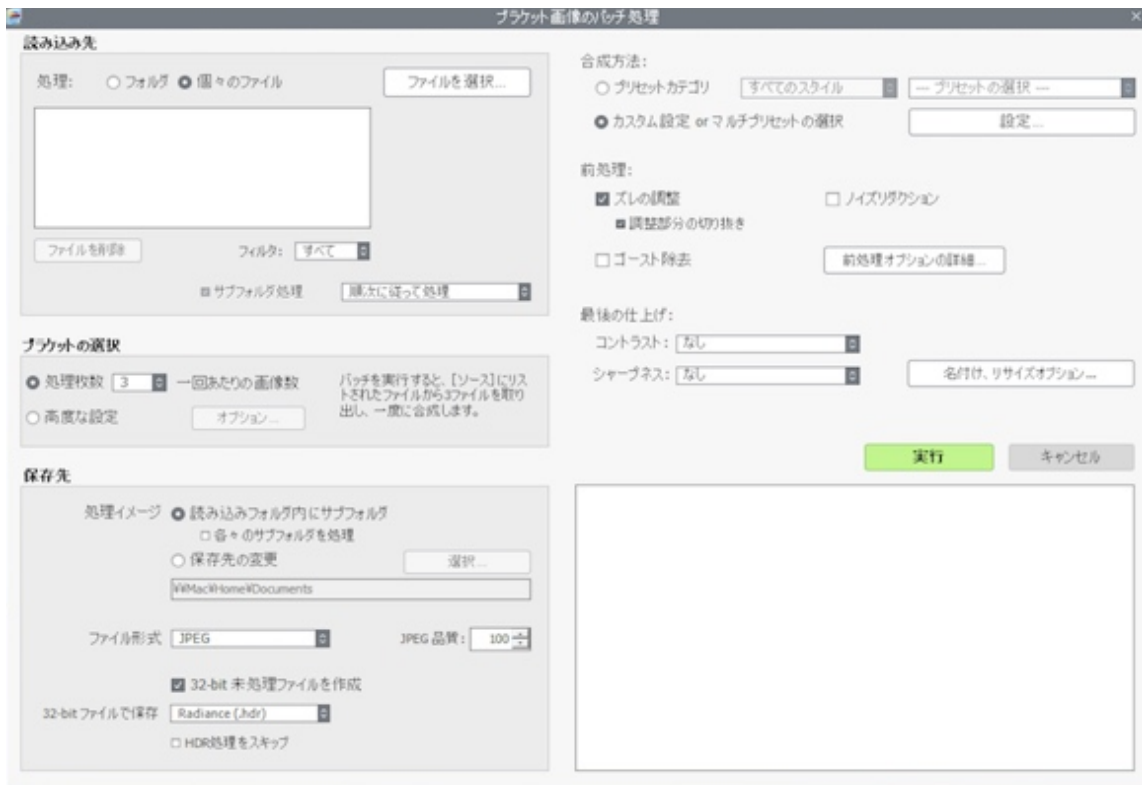 ブラケット画像のバッチ処理
読み込み先
処理: フォルダ 個々のファイル ファイルを選択...
ファイルを削除 フィルタ: すべて
サブフォルダ処理 順次に従って処理
ブラケットの選択
処理枚数 3 一回あたりの画像数
バッチを実行すると、[ソース]にリス
トされたファイルから3ファイルを取り
出し、一度に合成します。
高度な設定 オプション...
保存先
処理イメージ 読み込みフォルダ内にサブフォルダ
各々のサブフォルダを処理
保存先の変更 選択...
¥¥Mac¥Home¥Documents
ファイル形式 JPEG JPEG 品質: 100
32-bit 未処理ファイルを作成
32-bit ファイルで保存 Radiance (.hdr)
HDR処理をスキップ
合成方法:
プリセットカテゴリ すべてのスタイル --- プリセットの選択 ---
カスタム設定 or マルチプリセットの選択 設定...
前処理:
ズレの調整 ノイズリダクション
調整部分の切り抜き
ゴースト除去 前処理オプションの詳細...
最後の仕上げ:
コントラスト: なし
シャープネス: なし 名付け、リサイズオプション...
実行 キャンセル